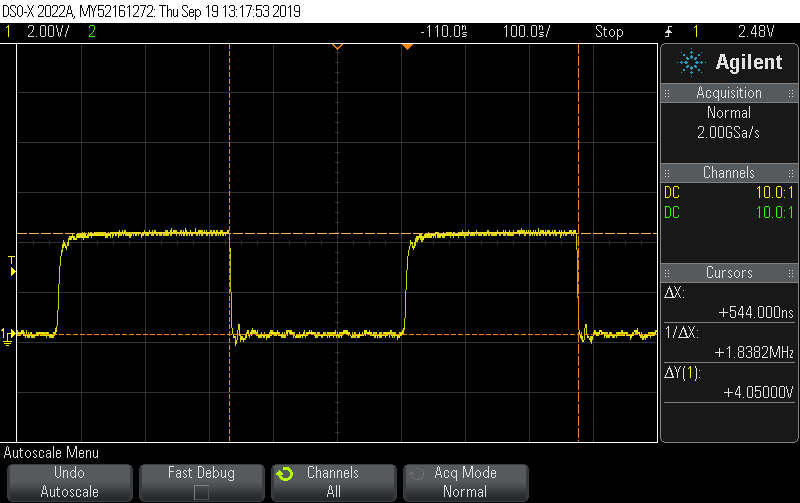 DSO-X 2022A, MY52161272: Thu Sep 19 13:17:53 2019
1 2.00V/ 2 -110.0s 100.0s/ Stop 1 2.48V
Agilent
Acquisition
Normal
2.00GSa/s
Channels
DC 10.0:1
DC 10.0:1
Cursors
ΔX:
+544.000ns
1/ΔX:
+1.8382MHz
ΔY(1):
+4.05000V
T
1
Autoscale Menu
Undo
Autoscale
Fast Debug
Channels
All
Acq Mode
Normal